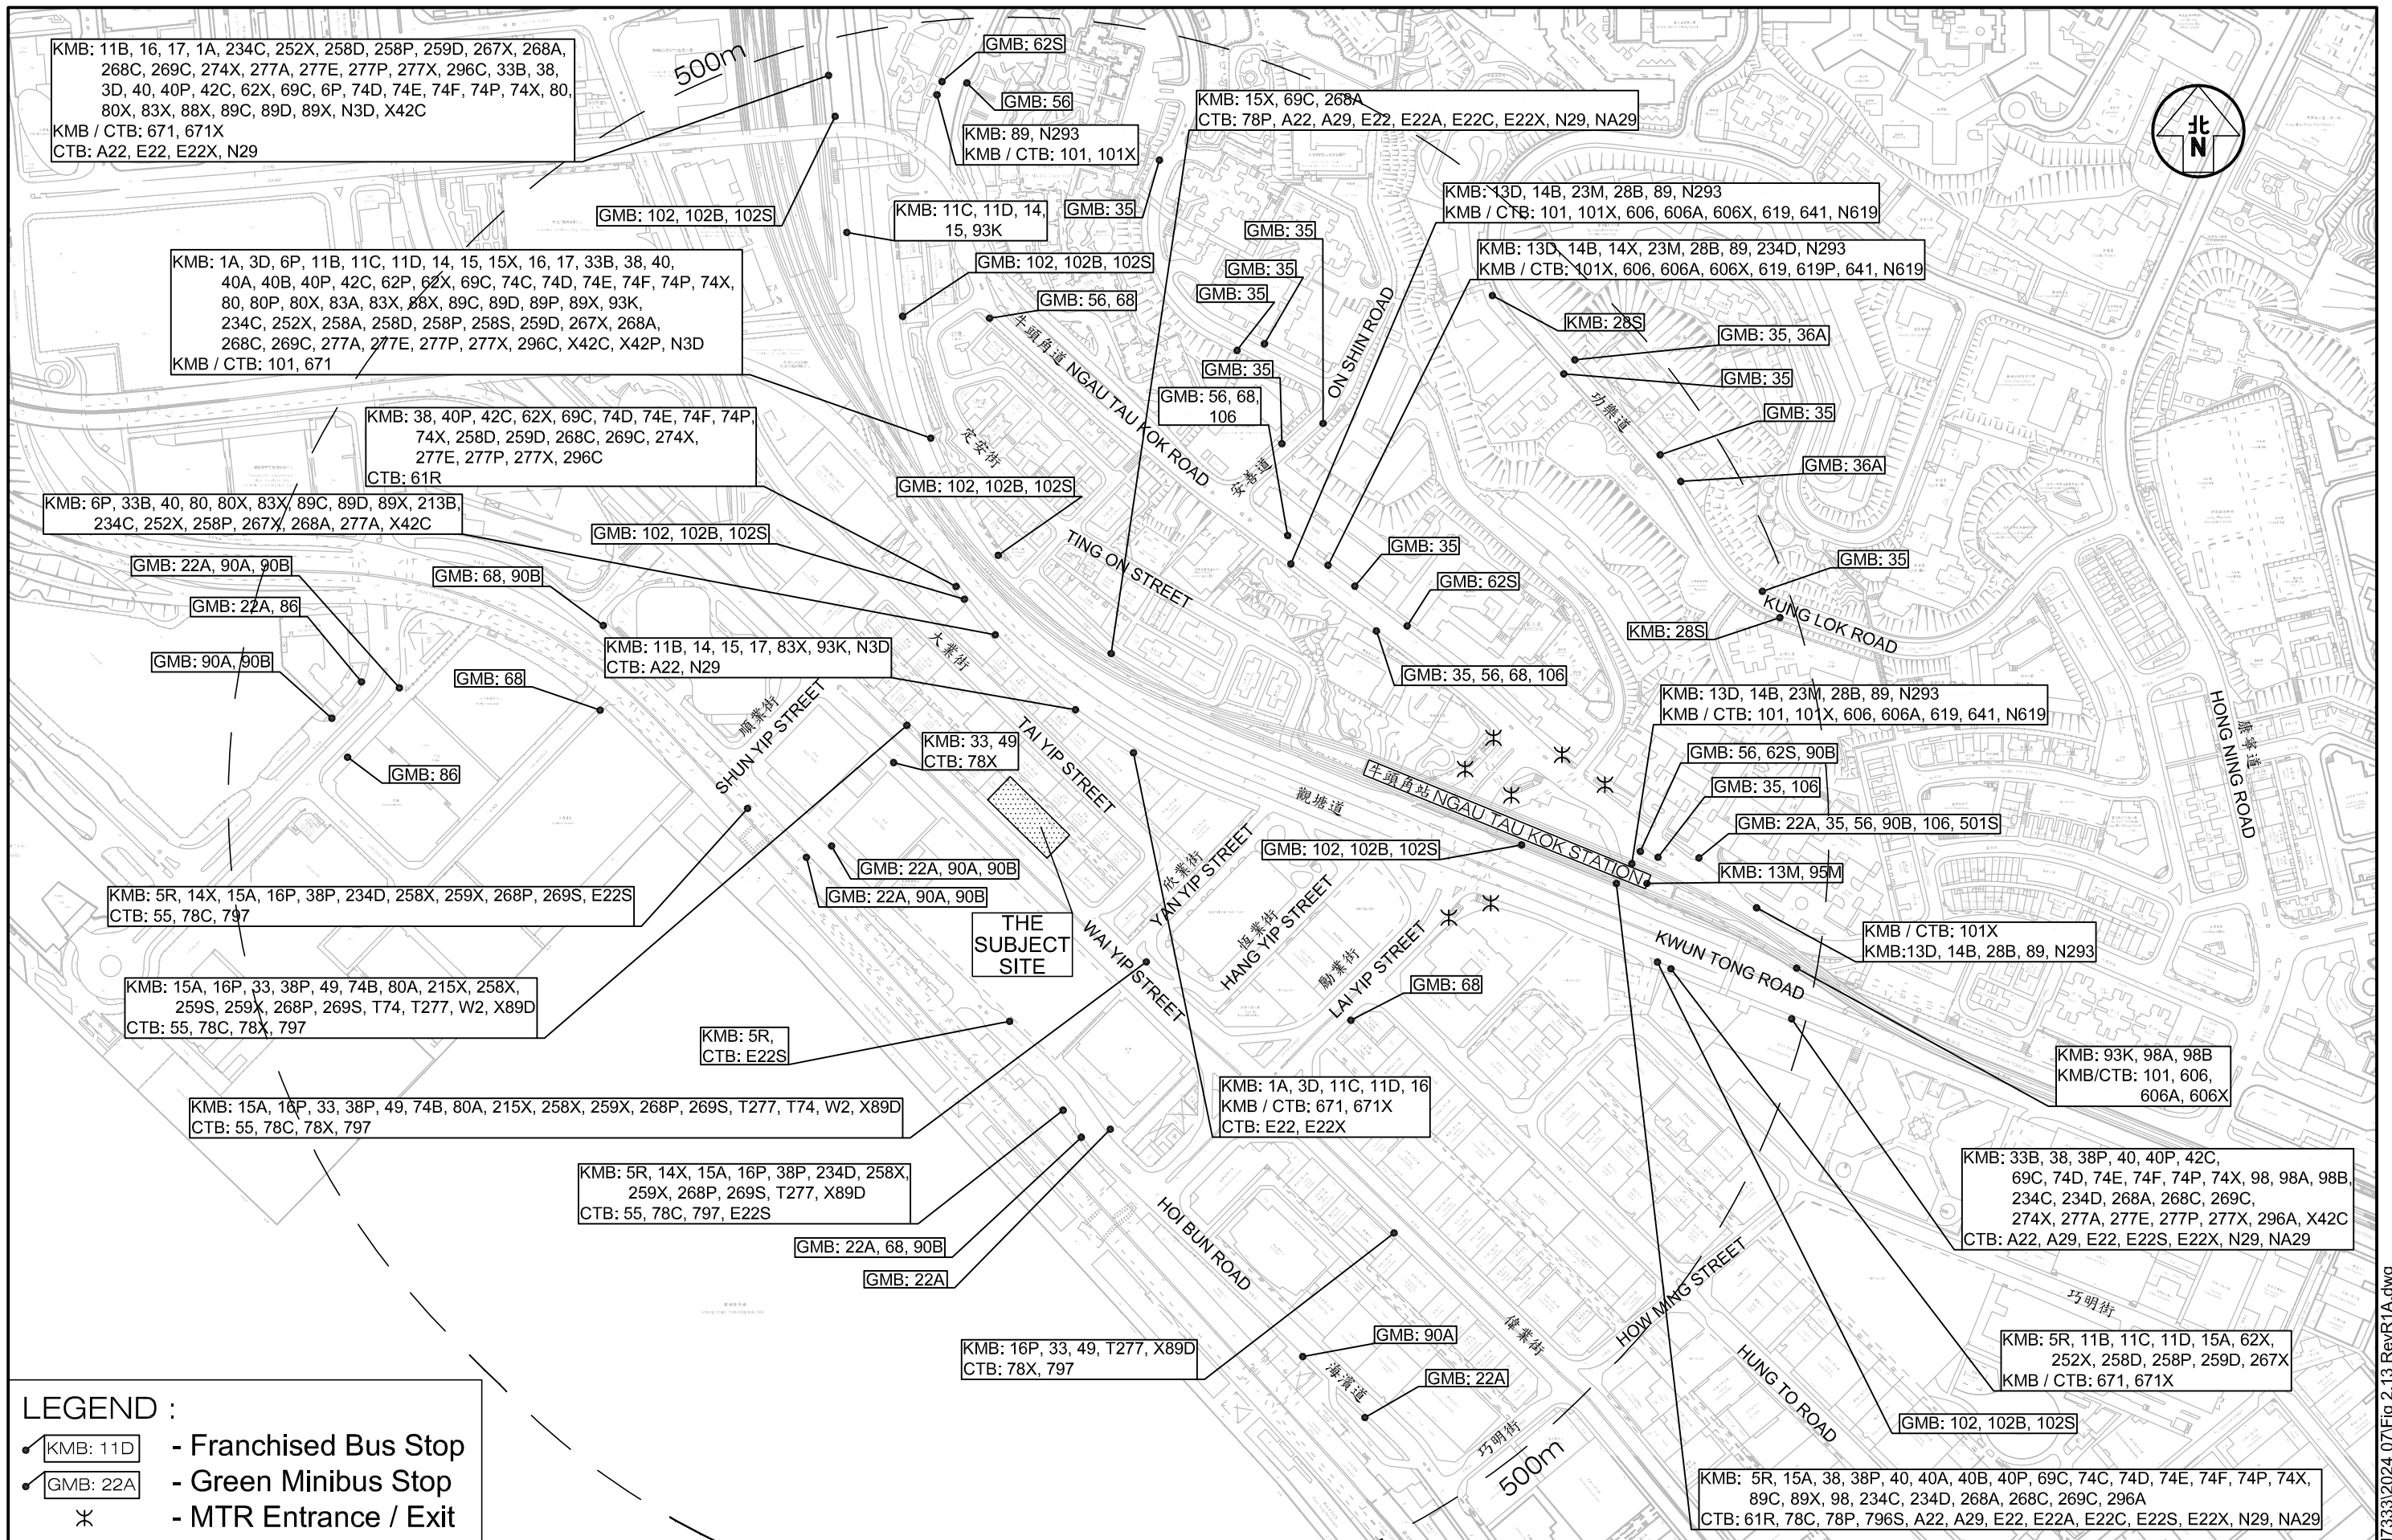 KMB: 11B, 16, 17, 1A, 234C, 252X, 258D, 258P, 259D, 267X, 268A,
268C, 269C, 274X, 277A, 277E, 277P, 277X, 296C, 33B, 38,
3D, 40, 40P, 42C, 62X, 69C, 6P, 74D, 74E, 74F, 74P, 74X, 80,
80X, 83X, 88X, 89C, 89D, 89X, N3D, X42C
KMB / CTB: 671, 671X
CTB: A22, E22, E22X, N29
500m
GMB: 62S
GMB: 56
KMB: 89, N293
KMB / CTB: 101, 101X
KMB: 15X, 69C, 268A
CTB: 78P, A22, A29, E22, E22A, E22C, E22X, N29, NA29
北
N
GMB: 102, 102B, 102S
KMB: 11C, 11D, 14,
15, 93K
GMB: 35
KMB: 13D, 14B, 23M, 28B, 89, N293
KMB / CTB: 101, 101X, 606, 606A, 606X, 619, 641, N619
GMB: 35
KMB: 13D, 14B, 14X, 23M, 28B, 89, 234D, N293
KMB / CTB: 101X, 606, 606A, 606X, 619, 619P, 641, N619
KMB: 1A, 3D, 6P, 11B, 11C, 11D, 14, 15, 15X, 16, 17, 33B, 38, 40,
40A, 40B, 40P, 42C, 62P, 62X, 69C, 74C, 74D, 74E, 74F, 74P, 74X,
80, 80P, 80X, 83A, 83X, 88X, 89C, 89D, 89P, 89X, 93K,
234C, 252X, 258A, 258D, 258P, 258S, 259D, 267X, 268A,
268C, 269C, 277A, 277E, 277P, 277X, 296C, X42C, X42P, N3D
KMB / CTB: 101, 671
GMB: 102, 102B, 102S
GMB: 35
GMB: 35
GMB: 56, 68
牛頭角道 NGAU TAU KOK ROAD
ON SHIN ROAD
安善道
KMB: 28S
GMB: 35, 36A
GMB: 35
GMB: 35
GMB: 36A
功樂道
GMB: 35
GMB: 56, 68,
106
KMB: 38, 40P, 42C, 62X, 69C, 74D, 74E, 74F, 74P,
74X, 258D, 259D, 268C, 269C, 274X,
277E, 277P, 277X, 296C
CTB: 61R
定安街
TING ON STREET
GMB: 102, 102B, 102S
KMB: 6P, 33B, 40, 80, 80X, 83X, 89C, 89D, 89X, 213B,
234C, 252X, 258P, 267X, 268A, 277A, X42C
GMB: 102, 102B, 102S
GMB: 22A, 90A, 90B
GMB: 68, 90B
GMB: 22A, 86
GMB: 90A, 90B
GMB: 68
GMB: 86
GMB: 35
GMB: 62S
GMB: 35
KUNG LOK ROAD
KMB: 28S
GMB: 35, 56, 68, 106
KMB: 11B, 14, 15, 17, 83X, 93K, N3D
CTB: A22, N29
大業街
TAI YIP STREET
順業街
SHUN YIP STREET
KMB: 33, 49
CTB: 78X
KMB: 13D, 14B, 23M, 28B, 89, N293
KMB / CTB: 101, 101X, 606, 606A, 619, 641, N619
康寧道
HONG NING ROAD
GMB: 56, 62S, 90B
GMB: 35, 106
GMB: 22A, 35, 56, 90B, 106, 501S
KMB: 13M, 95M
牛頭角站 NGAU TAU KOK STATION
觀塘道
KWUN TONG ROAD
GMB: 102, 102B, 102S
GMB: 22A, 90A, 90B
GMB: 22A, 90A, 90B
THE
SUBJECT
SITE
欣業街
YAN YIP STREET
恆業街
HANG YIP STREET
勵業街
LAI YIP STREET
WAI YIP STREET
KMB: 5R, 14X, 15A, 16P, 38P, 234D, 258X, 259X, 268P, 269S, E22S
CTB: 55, 78C, 797
KMB / CTB: 101X
KMB:13D, 14B, 28B, 89, N293
KMB: 15A, 16P, 33, 38P, 49, 74B, 80A, 215X, 258X,
259S, 259X, 268P, 269S, T74, T277, W2, X89D
CTB: 55, 78C, 78X, 797
GMB: 68
KMB: 5R,
CTB: E22S
KMB: 93K, 98A, 98B
KMB/CTB: 101, 606,
606A, 606X
KMB: 15A, 16P, 33, 38P, 49, 74B, 80A, 215X, 258X, 259X, 268P, 269S, T277, T74, W2, X89D
CTB: 55, 78C, 78X, 797
KMB: 1A, 3D, 11C, 11D, 16
KMB / CTB: 671, 671X
CTB: E22, E22X
KMB: 5R, 14X, 15A, 16P, 38P, 234D, 258X,
259X, 268P, 269S, T277, X89D
CTB: 55, 78C, 797, E22S
GMB: 22A, 68, 90B
GMB: 22A
HOI BUN ROAD
KMB: 33B, 38, 38P, 40, 40P, 42C,
69C, 74D, 74E, 74F, 74P, 74X, 98, 98A, 98B,
234C, 234D, 268A, 268C, 269C,
274X, 277A, 277E, 277P, 277X, 296A, X42C
CTB: A22, A29, E22, E22S, E22X, N29, NA29
HOW MING STREET
巧明街
偉業街
HUNG TO ROAD
KMB: 16P, 33, 49, T277, X89D
CTB: 78X, 797
GMB: 90A
海濱道
GMB: 22A
KMB: 5R, 11B, 11C, 11D, 15A, 62X,
252X, 258D, 258P, 259D, 267X
KMB / CTB: 671, 671X
GMB: 102, 102B, 102S
巧明街
500m
KMB: 5R, 15A, 38, 38P, 40, 40A, 40B, 40P, 69C, 74C, 74D, 74E, 74F, 74P, 74X,
89C, 89X, 98, 234C, 234D, 268A, 268C, 269C, 296A
CTB: 61R, 78C, 78P, 796S, A22, A29, E22, E22A, E22C, E22S, E22X, N29, NA29
LEGEND :
KMB: 11D - Franchised Bus Stop
GMB: 22A - Green Minibus Stop
- MTR Entrance / Exit
7333\2024_07\Fig 2.13 RevR1A.dwg